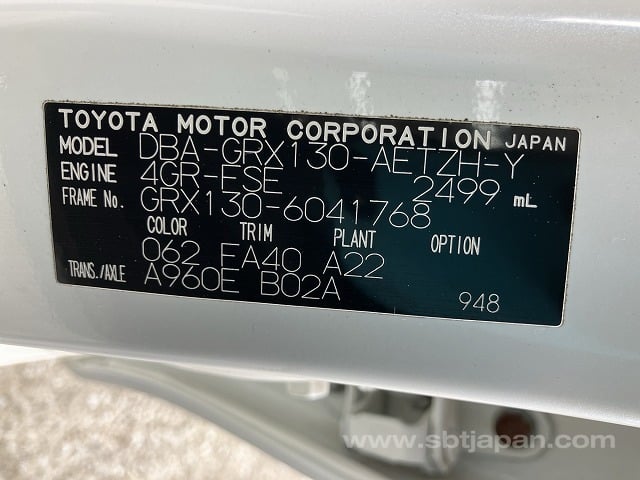 TOYOTA MOTOR CORPORATION JAPAN
MODEL DBA-GRX130-AETZH-Y
ENGINE 4GR-FSE 2499 mL
FRAME No. GRX130-6041768
COLOR TRIM PLANT OPTION
062 FA40 A22
TRANS./AXLE A960E B02A 948
www.sbtjapan.com